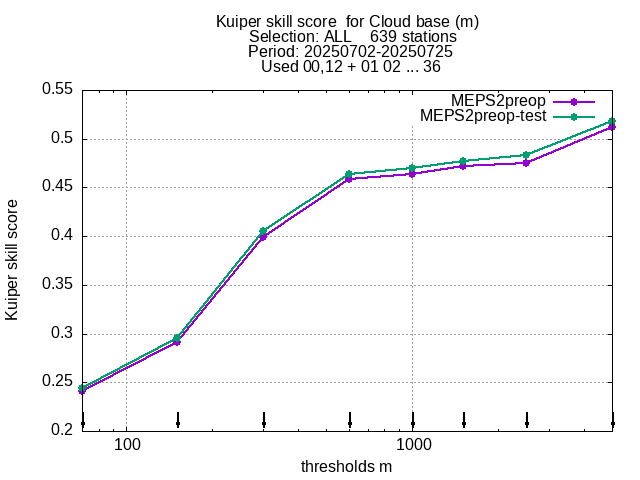 Kuiper skill score  for Cloud base (m)
Selection: ALL    639 stations
Period: 20250702-20250725
Used 00,12 + 01 02 ... 36
MEPS2preop
MEPS2preop-test
0.55
0.5
0.45
0.4
0.35
0.3
0.25
0.2
Kuiper skill score
100
1000
thresholds m